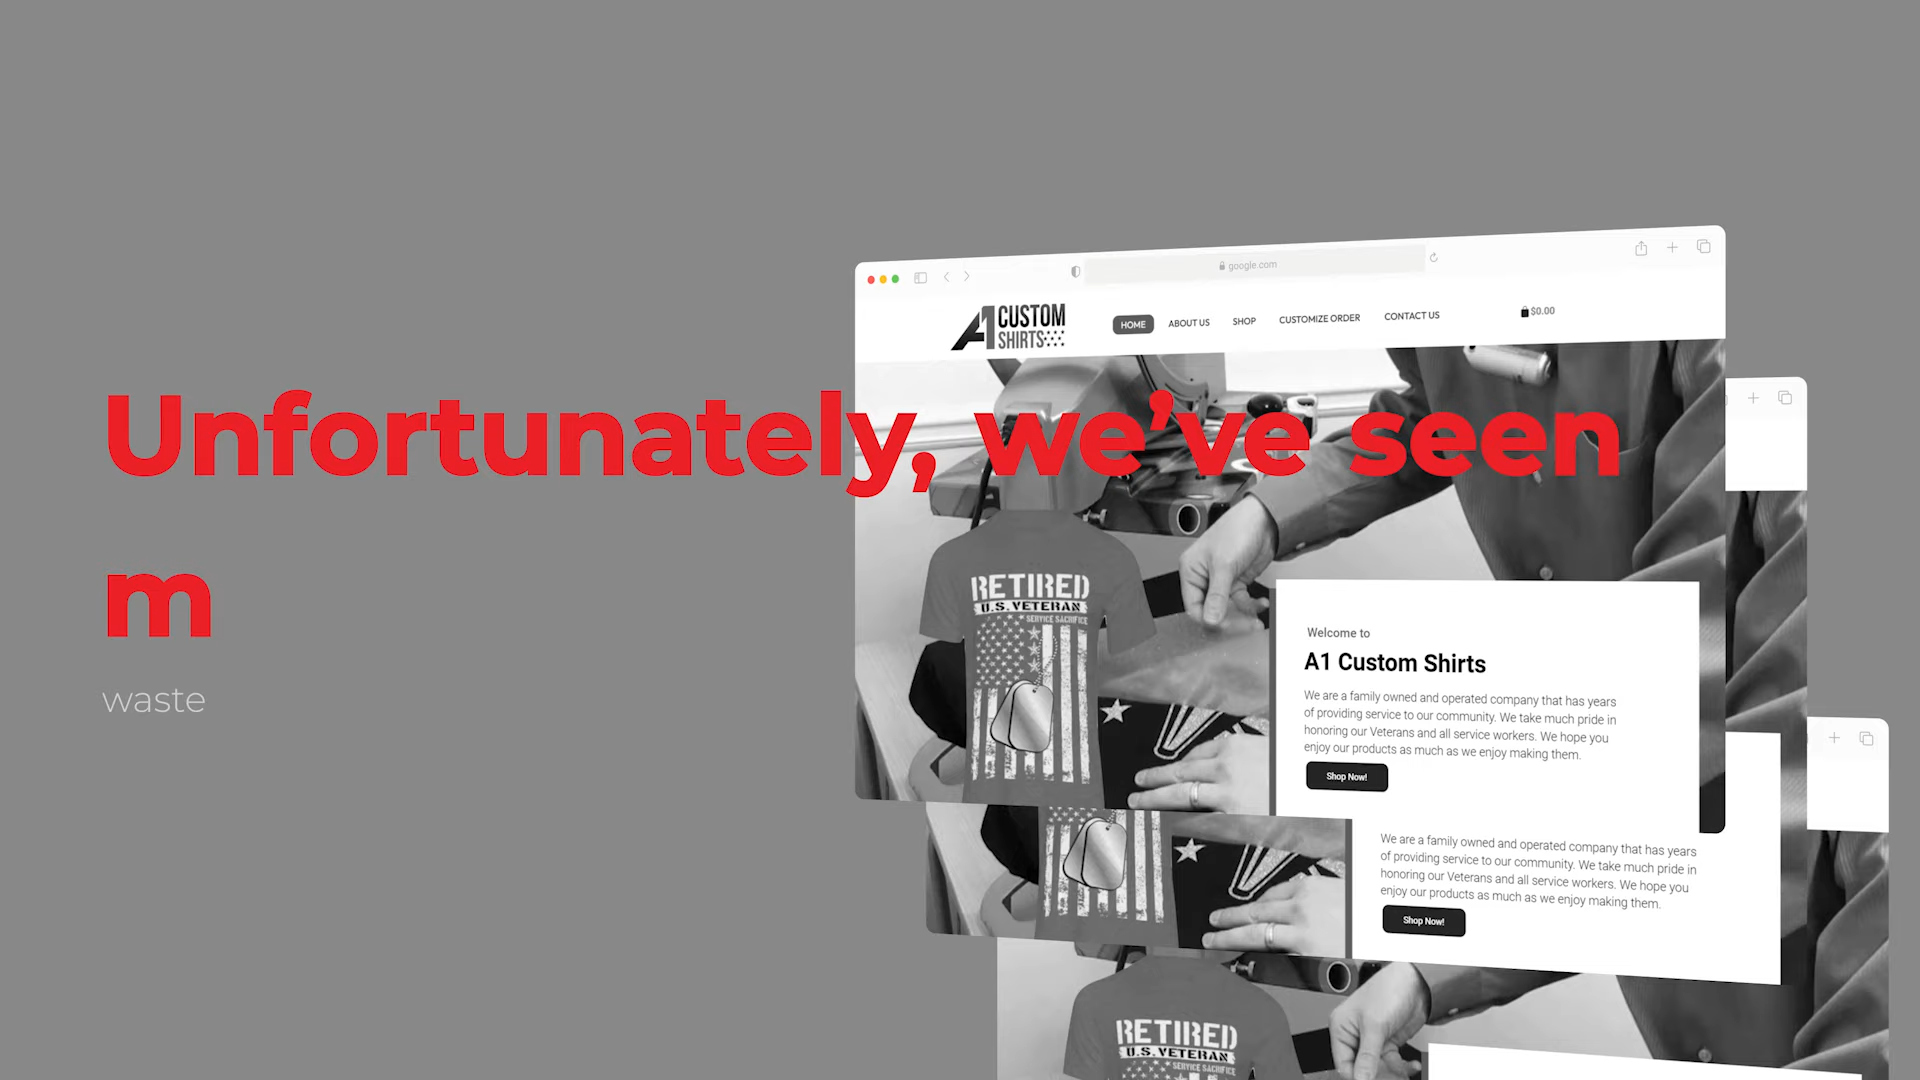 Unfortunately, we've seen
m
waste
google.com
A1 CUSTOM
SHIRTS
HOME
ABOUT US
SHOP
CUSTOMIZE ORDER
CONTACT US
$0.00
RETIRED
U.S. VETERAN
SERVICE SACRIFICE
Welcome to
A1 Custom Shirts
We are a family owned and operated company that has years
of providing service to our community. We take much pride in
honoring our Veterans and all service workers. We hope you
enjoy our products as much as we enjoy making them.
Shop Now!
We are a family owned and operated company that has years
of providing service to our community. We take much pride in
honoring our Veterans and all service workers. We hope you
enjoy our products as much as we enjoy making them.
Shop Now!
RETIRED
U.S. VETERAN
SERVICE SACRIFICE